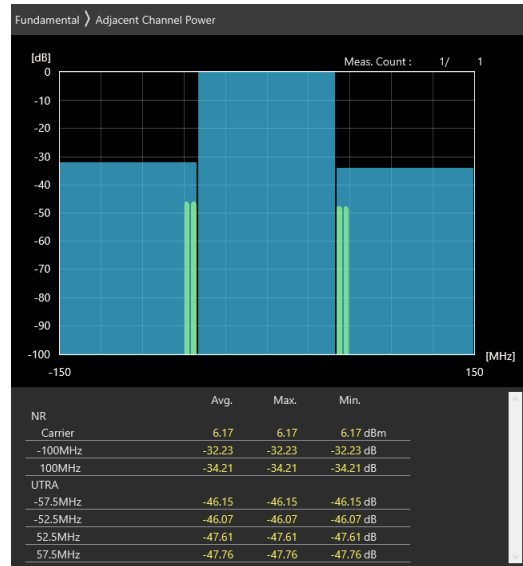 Fundamental 〉 Adjacent Channel Power
[dB]
Meas. Count : 1/ 1
0
-10
-20
-30
-40
-50
-60
-70
-80
-90
-100
[MHz]
-150 150
Avg. Max. Min.
NR
Carrier 6.17 6.17 6.17 dBm
-100MHz -32.23 -32.23 -32.23 dB
100MHz -34.21 -34.21 -34.21 dB
UTRA
-57.5MHz -46.15 -46.15 -46.15 dB
-52.5MHz -46.07 -46.07 -46.07 dB
52.5MHz -47.61 -47.61 -47.61 dB
57.5MHz -47.76 -47.76 -47.76 dB